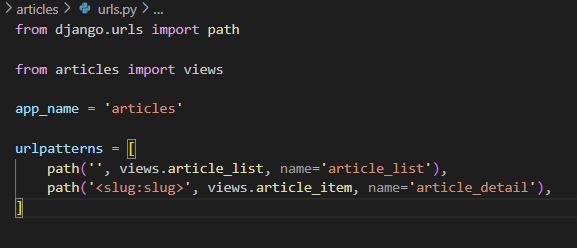 > articles > urls.py > ...
from django.urls import path
from articles import views
app_name = 'articles'
urlpatterns = [
    path('', views.article_list, name='article_list'),
    path('<slug:slug>', views.article_item, name='article_detail'),
]